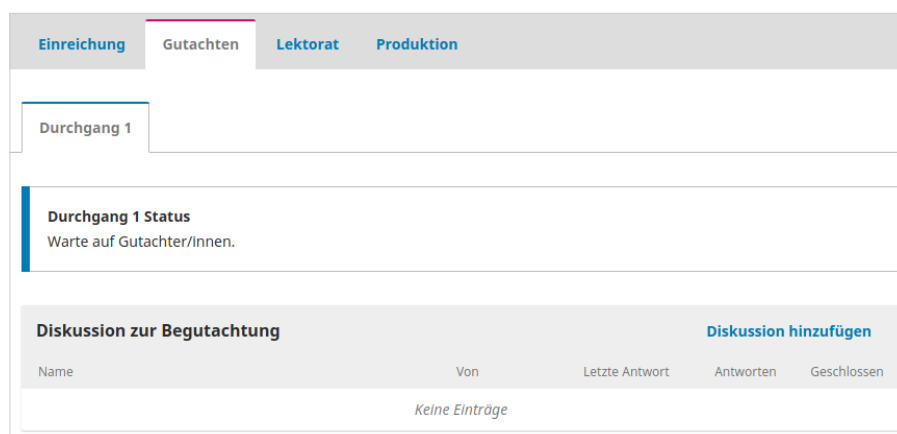 Einreichung Gutachten Lektorat Produktion
Durchgang 1
Durchgang 1 Status
Warte auf Gutachter/innen.
Diskussion zur Begutachtung Diskussion hinzufügen
Name Von Letzte Antwort Antworten Geschlossen
Keine Einträge